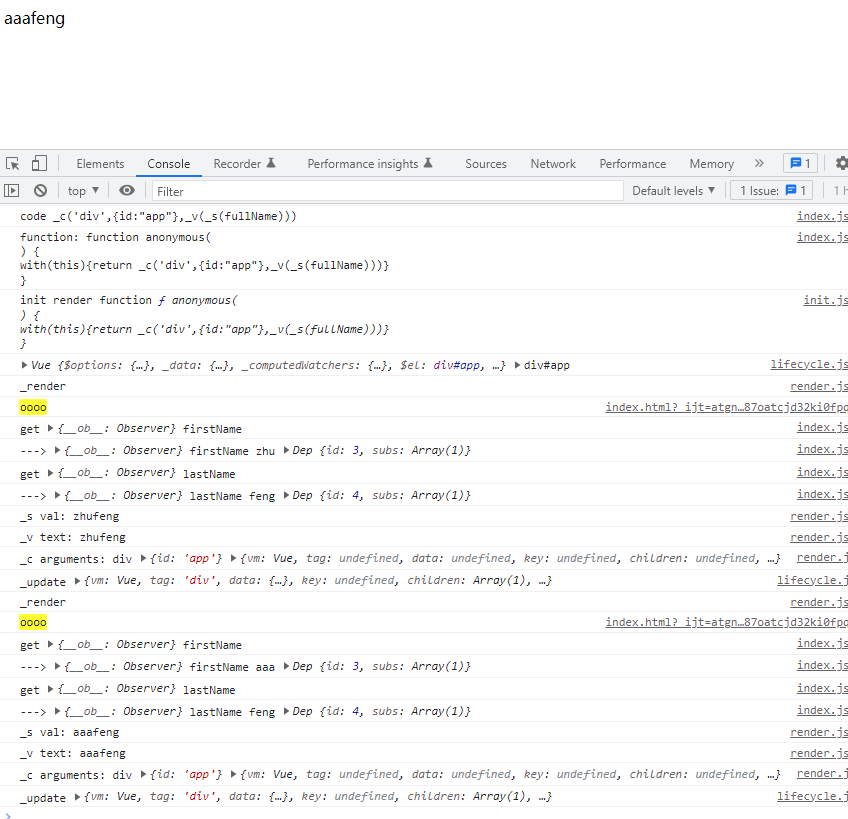 aaafeng
Elements Console Recorder Performance insights Sources Network Performance Memory » 1
top ▼ Filter Default levels ▼ 1 Issue: 1 1 h
code _c('div',{id:"app"},_v(_s(fullName))) index.js
function: function anonymous( index.js
) {
with(this){return _c('div',{id:"app"},_v(_s(fullName)))}
}
init render function ƒ anonymous( init.js
) {
with(this){return _c('div',{id:"app"},_v(_s(fullName)))}
}
▶Vue {$options: {…}, _data: {…}, _computedWatchers: {…}, $el: div#app, …} ▶div#app lifecycle.js
_render render.js
oooo index.html?_ijt=atgn…87oatcjd32ki0fpq
get ▶{__ob__: Observer} firstName index.js
---> ▶{__ob__: Observer} firstName zhu ▶Dep {id: 3, subs: Array(1)} index.js
get ▶{__ob__: Observer} lastName index.js
---> ▶{__ob__: Observer} lastName feng ▶Dep {id: 4, subs: Array(1)} index.js
_s val: zhufeng render.js
_v text: zhufeng render.js
_c arguments: div ▶{id: 'app'} ▶{vm: Vue, tag: undefined, data: undefined, key: undefined, children: undefined, …} render.j
_update ▶{vm: Vue, tag: 'div', data: {…}, key: undefined, children: Array(1), …} lifecycle.j
_render render.js
oooo index.html?_ijt=atgn…87oatcjd32ki0fpq
get ▶{__ob__: Observer} firstName index.js
---> ▶{__ob__: Observer} firstName aaa ▶Dep {id: 3, subs: Array(1)} index.js
get ▶{__ob__: Observer} lastName index.js
---> ▶{__ob__: Observer} lastName feng ▶Dep {id: 4, subs: Array(1)} index.js
_s val: aaafeng render.js
_v text: aaafeng render.js
_c arguments: div ▶{id: 'app'} ▶{vm: Vue, tag: undefined, data: undefined, key: undefined, children: undefined, …} render.j
_update ▶{vm: Vue, tag: 'div', data: {…}, key: undefined, children: Array(1), …} lifecycle.j